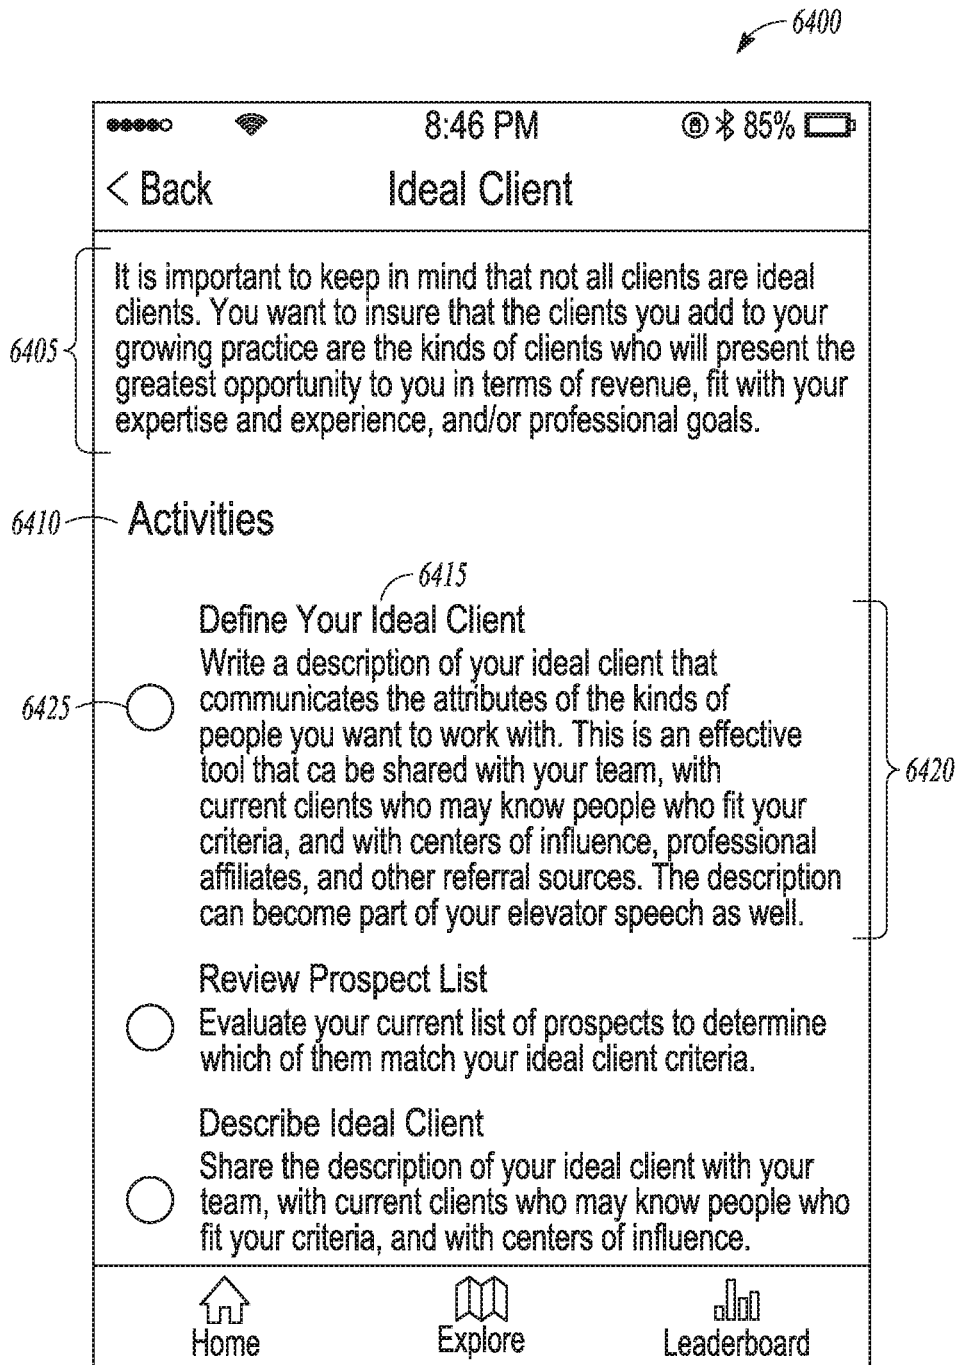 6400
8:46 PM 85%
< Back Ideal Client
It is important to keep in mind that not all clients are ideal
clients. You want to insure that the clients you add to your
6405
growing practice are the kinds of clients who will present the
greatest opportunity to you in terms of revenue, fit with your
expertise and experience, and/or professional goals.
6410 Activities
6415
Define Your Ideal Client
Write a description of your ideal client that
6425
communicates the attributes of the kinds of
people you want to work with. This is an effective
tool that ca be shared with your team, with
6420
current clients who may know people who fit your
criteria, and with centers of influence, professional
affiliates, and other referral sources. The description
can become part of your elevator speech as well.
Review Prospect List
Evaluate your current list of prospects to determine
which of them match your ideal client criteria.
Describe Ideal Client
Share the description of your ideal client with your
team, with current clients who may know people who
fit your criteria, and with centers of influence.
Home Explore Leaderboard